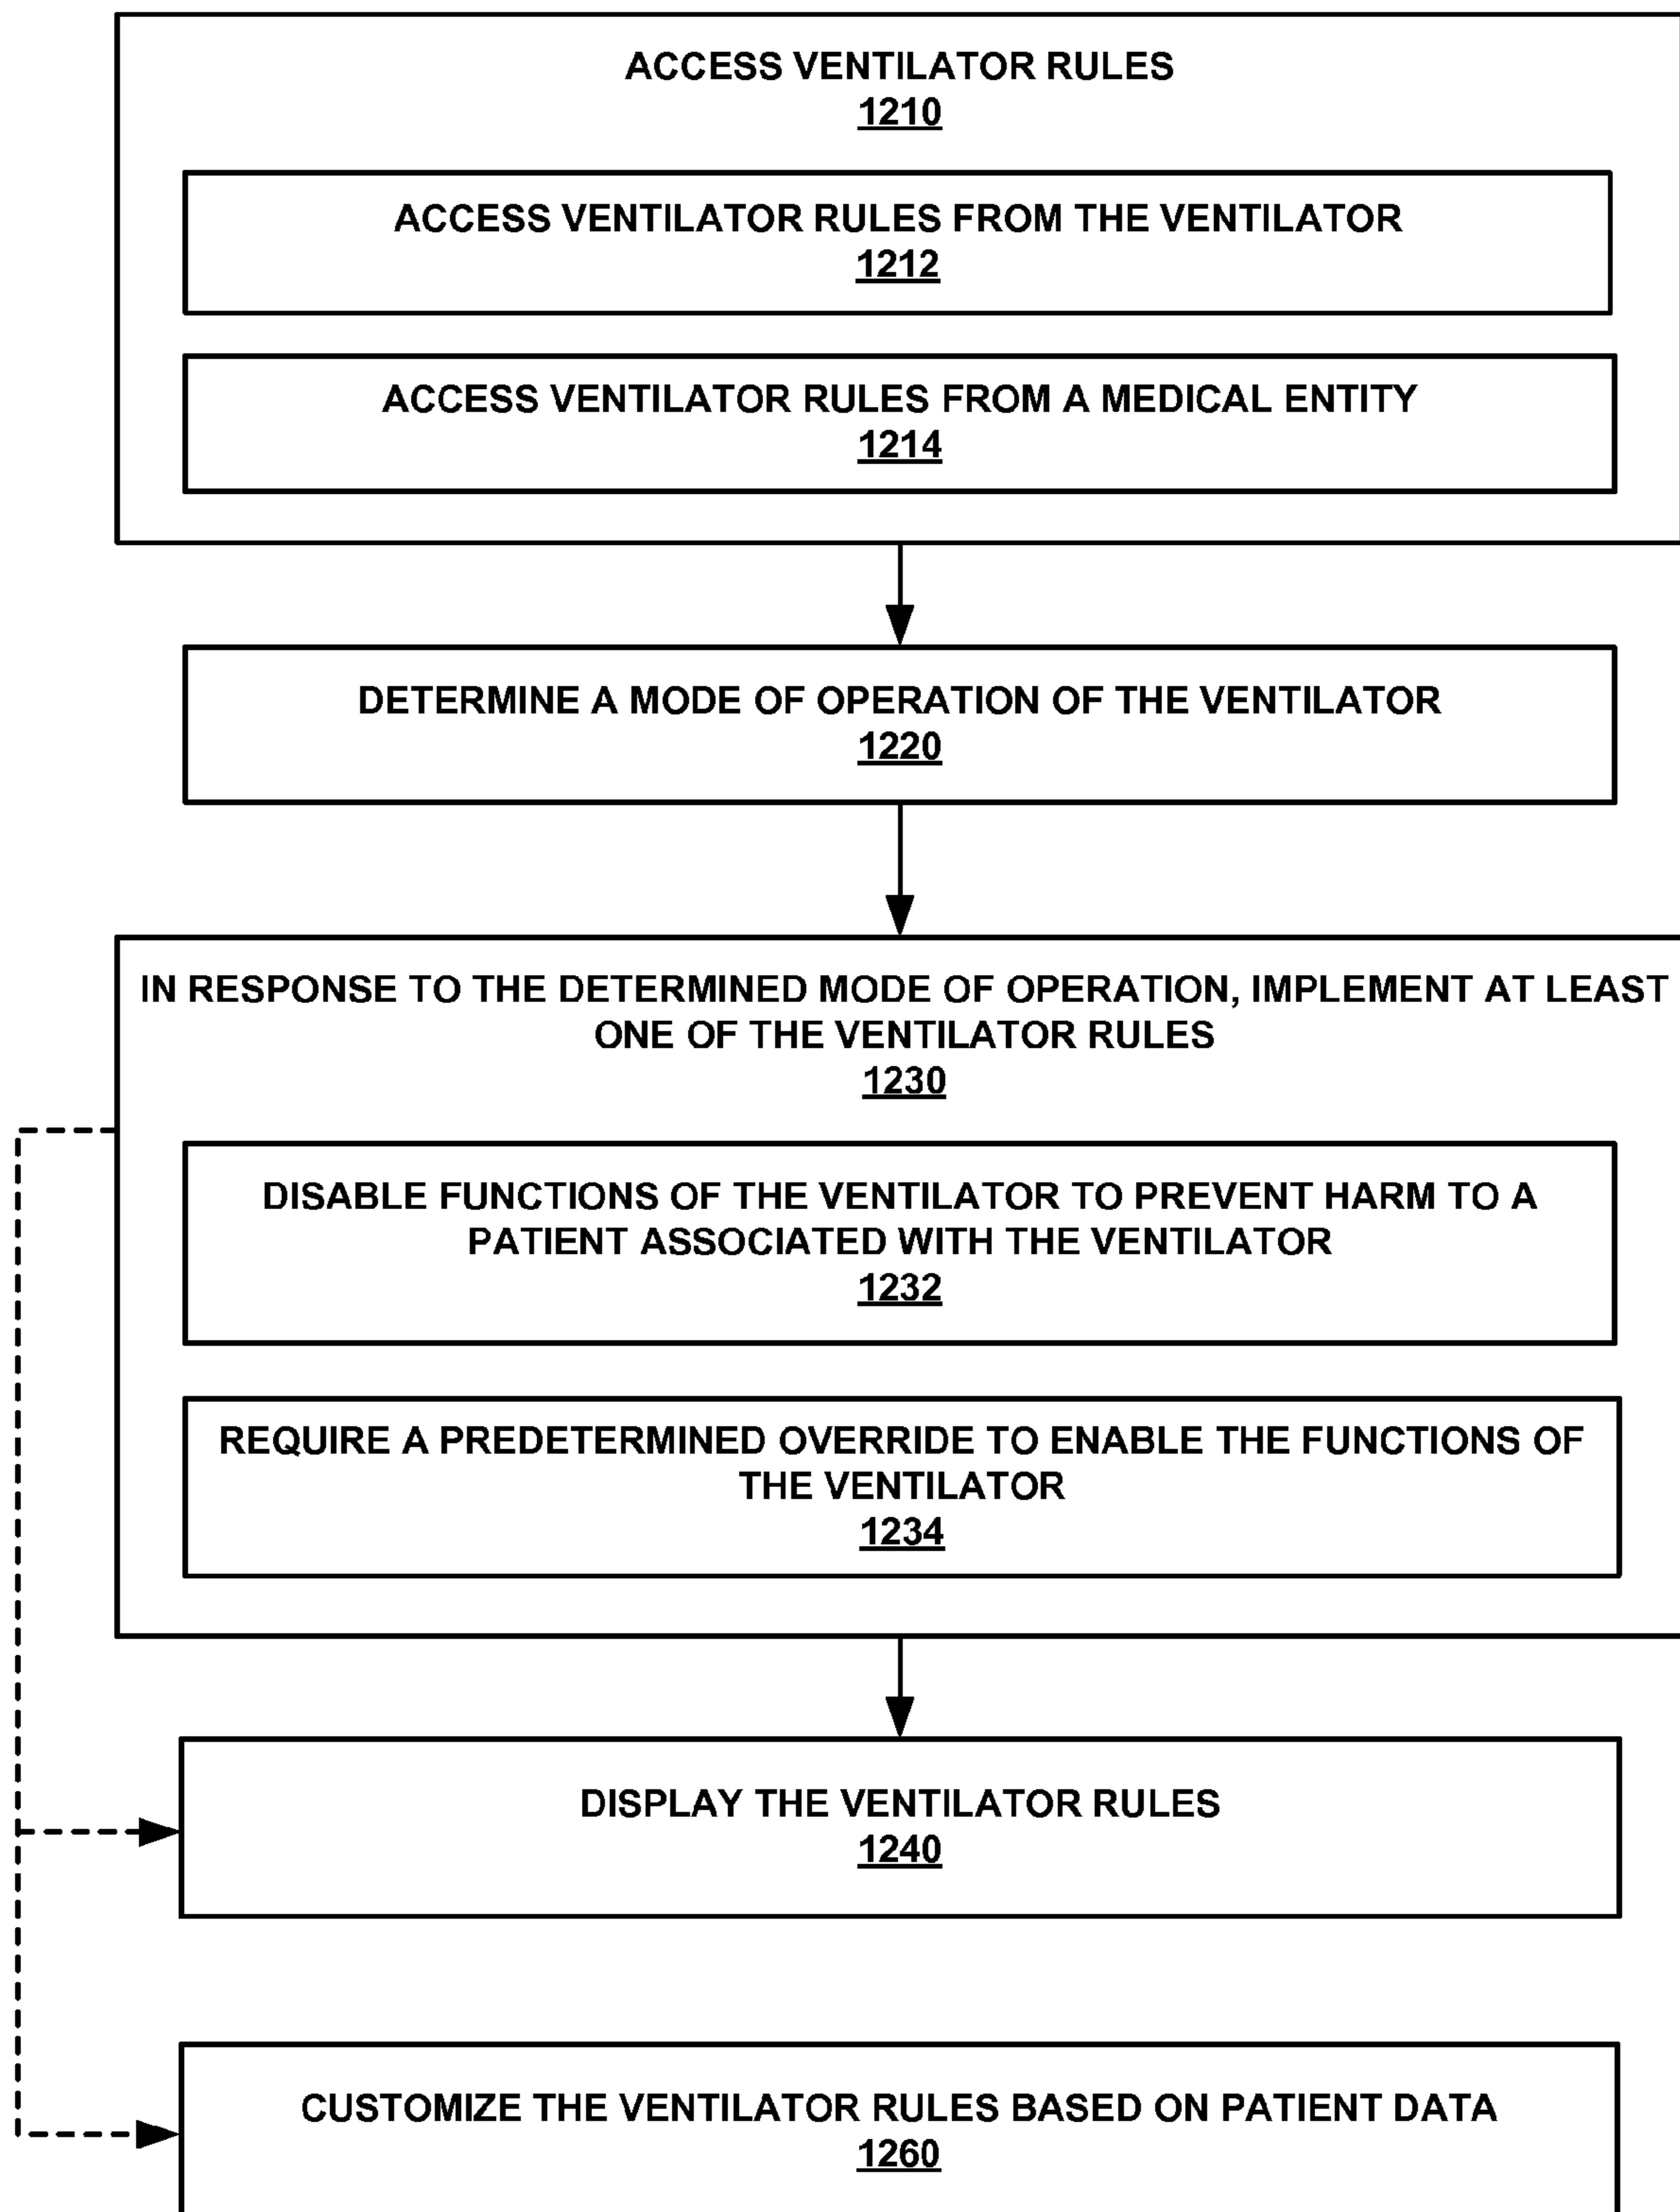 ACCESS VENTILATOR RULES
1210
ACCESS VENTILATOR RULES FROM THE VENTILATOR
1212
ACCESS VENTILATOR RULES FROM A MEDICAL ENTITY
1214
DETERMINE A MODE OF OPERATION OF THE VENTILATOR
1220
IN RESPONSE TO THE DETERMINED MODE OF OPERATION, IMPLEMENT AT LEAST
ONE OF THE VENTILATOR RULES
1230
DISABLE FUNCTIONS OF THE VENTILATOR TO PREVENT HARM TO A
PATIENT ASSOCIATED WITH THE VENTILATOR
1232
REQUIRE A PREDETERMINED OVERRIDE TO ENABLE THE FUNCTIONS OF
THE VENTILATOR
1234
DISPLAY THE VENTILATOR RULES
1240
CUSTOMIZE THE VENTILATOR RULES BASED ON PATIENT DATA
1260